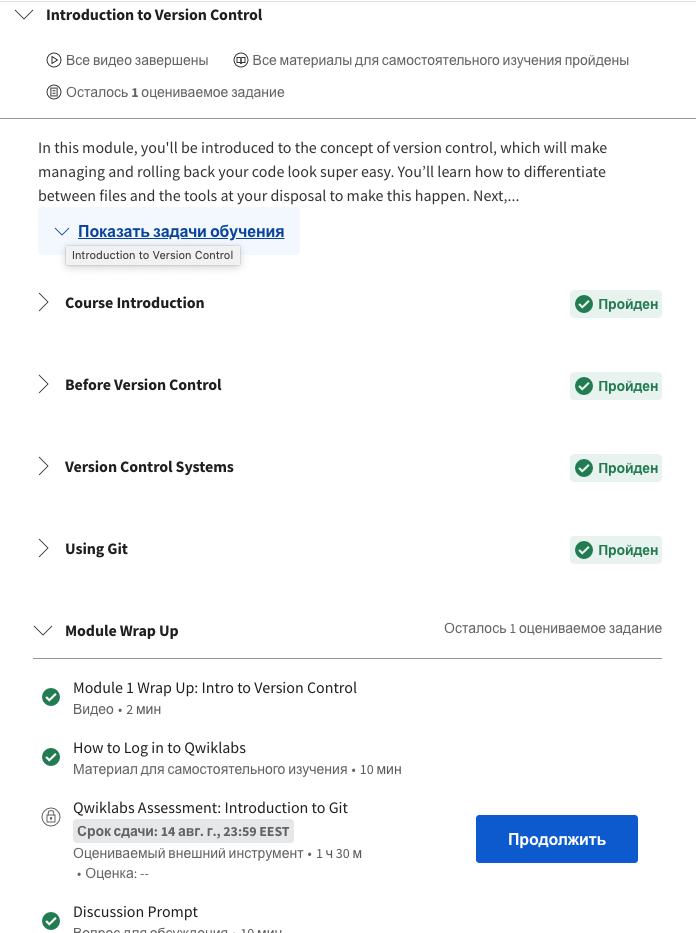 Introduction to Version Control
Все видео завершены
Все материалы для самостоятельного изучения пройдены
Осталось 1 оцениваемое задание
In this module, you'll be introduced to the concept of version control, which will make
managing and rolling back your code look super easy. You’ll learn how to differentiate
between files and the tools at your disposal to make this happen. Next,...
Показать задачи обучения
Introduction to Version Control
Course Introduction
Пройден
Before Version Control
Пройден
Version Control Systems
Пройден
Using Git
Пройден
Module Wrap Up
Осталось 1 оцениваемое задание
Module 1 Wrap Up: Intro to Version Control
Видео • 2 мин
How to Log in to Qwiklabs
Материал для самостоятельного изучения • 10 мин
Qwiklabs Assessment: Introduction to Git
Срок сдачи: 14 авг. г., 23:59 EEST
Оцениваемый внешний инструмент • 1 ч 30 м
• Оценка: --
Продолжить
Discussion Prompt
Вопрос для обсуждения • 10 мин